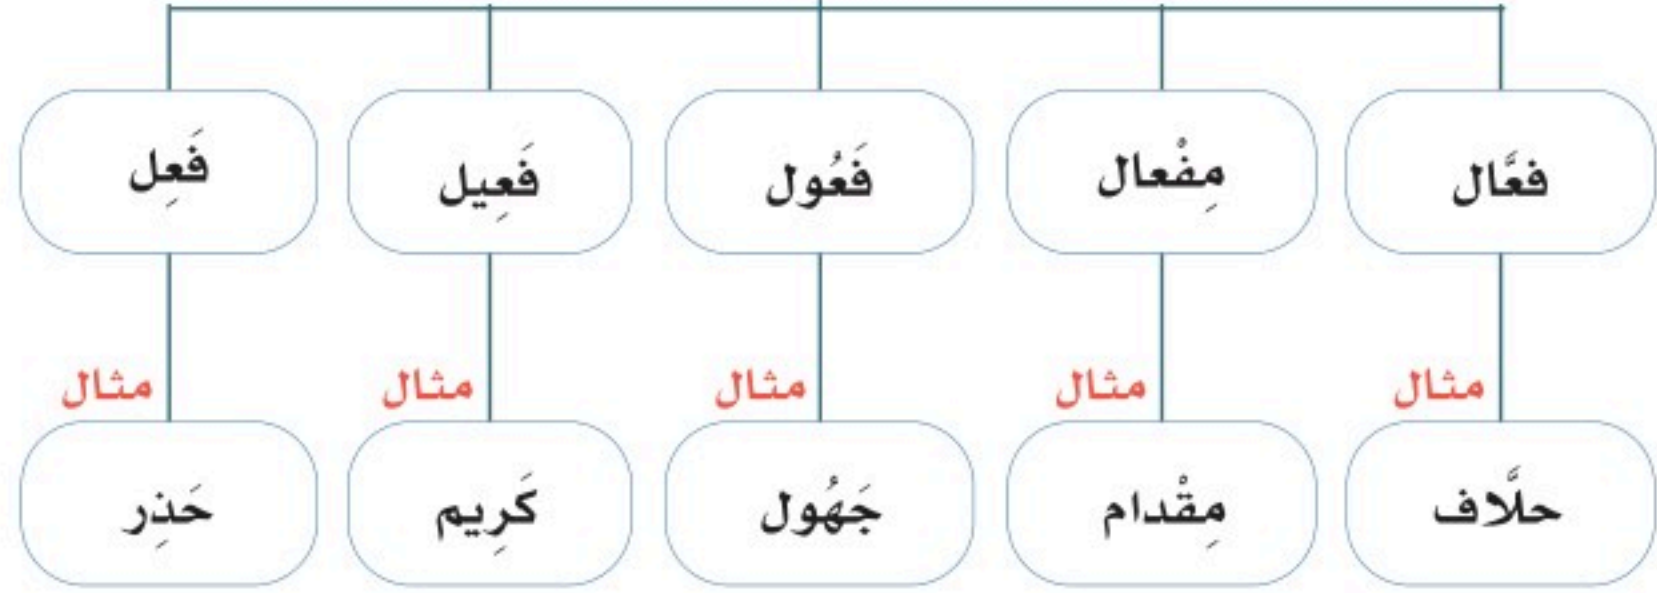 فعَّال مِفْعال فَعُول فَعِيل فَعِل
مثال مثال مثال مثال مثال
حلَّاف مِقْدام جَهُول كَرِيم حَذِر